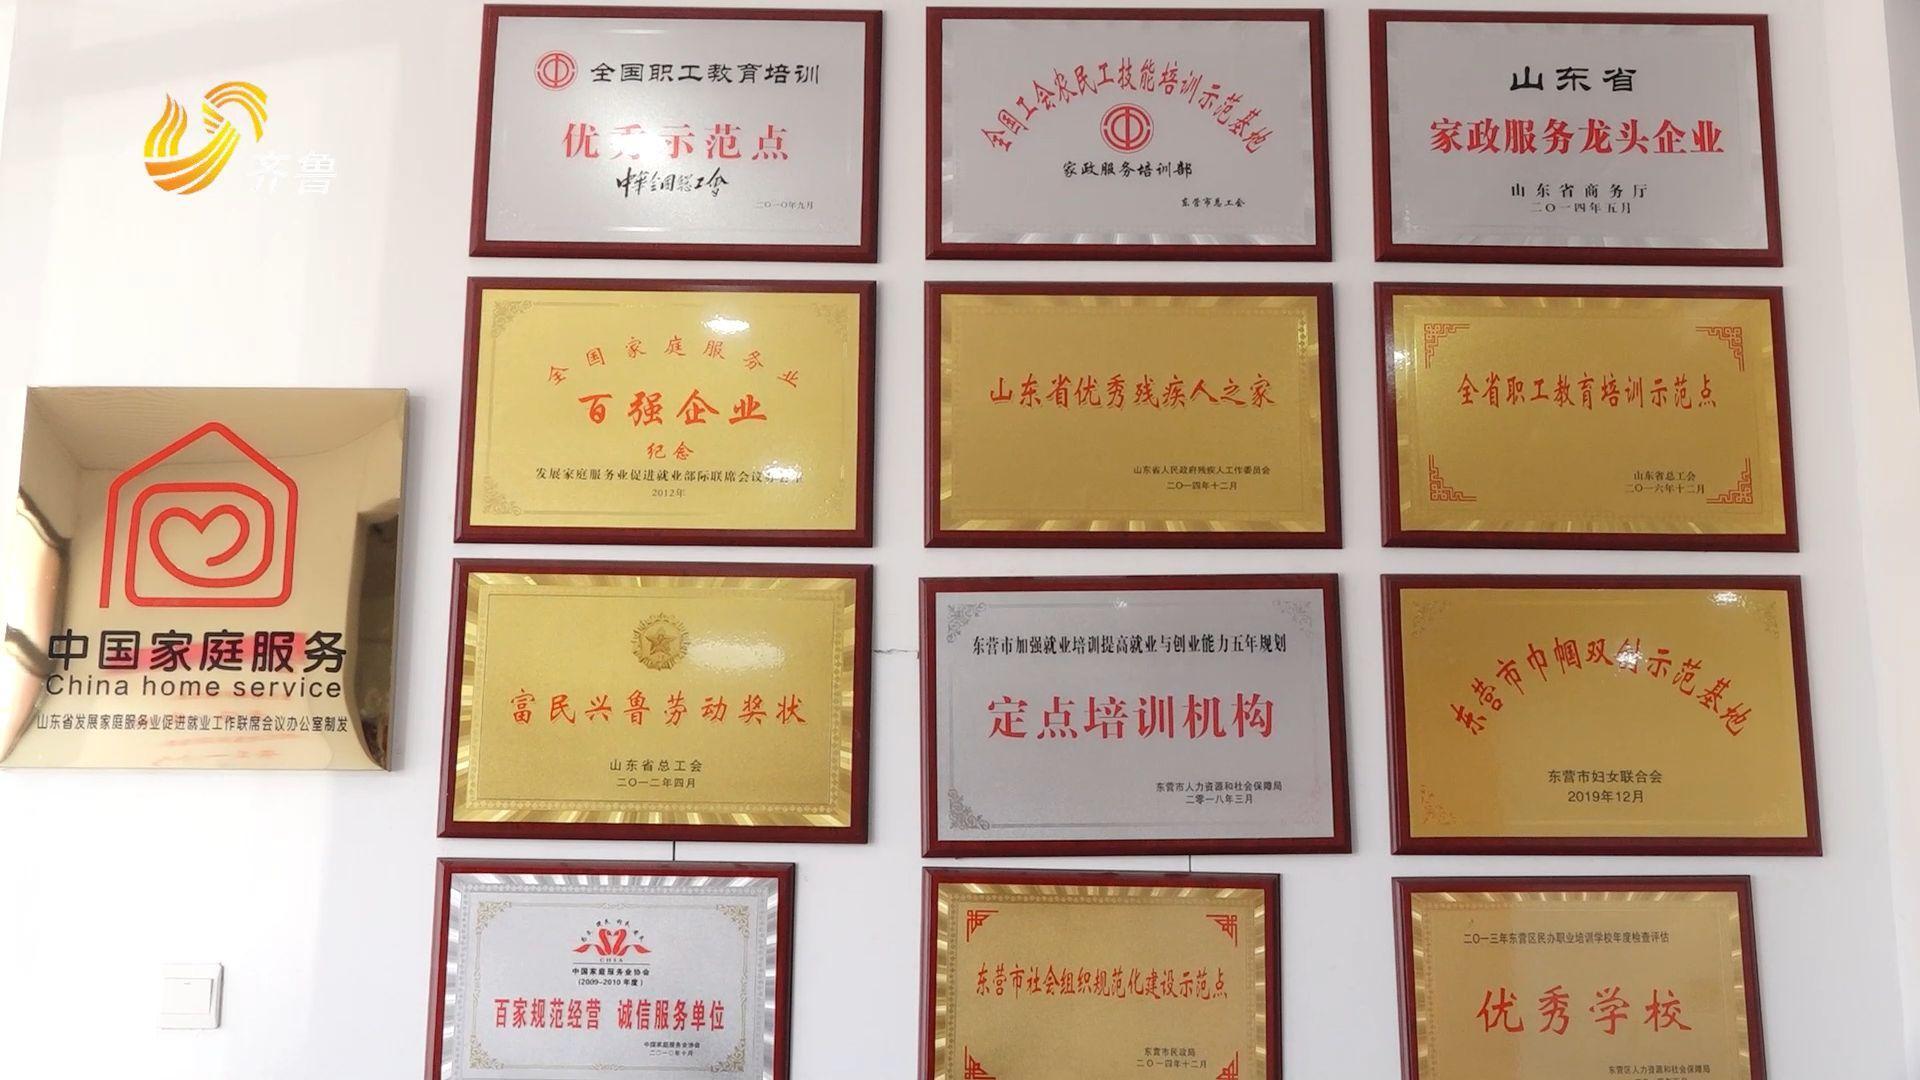 齐鲁
全国职工教育培训
优秀示范点
中华全国总工会
二〇一〇年九月
全国工会农民工技能培训示范基地
家政服务培训部
东营市总工会
山东省
家政服务龙头企业
山东省商务厅
二〇一四年五月
全国家庭服务业
百强企业
纪念
发展家庭服务业促进就业部际联席会议办公室
2012年
山东省优秀残疾人之家
山东省人民政府残疾人工作委员会
二〇一四年十二月
全省职工教育培训示范点
山东省总工会
二〇一六年十二月
中国家庭服务
China home service
山东省发展家庭服务业促进就业工作联席会议办公室制发
富民兴鲁劳动奖状
山东省总工会
二〇一二年四月
东营市加强就业培训提高就业与创业能力五年规划
定点培训机构
东营市人力资源和社会保障局
二零一八年三月
东营市巾帼双创示范基地
东营市妇女联合会
2019年12月
CHSA
中国家庭服务业协会
(2009-2010年度)
百家规范经营 诚信服务单位
中国家庭服务业协会
二〇一〇年十月
东营市社会组织规范化建设示范点
东营市民政局
二〇一四年十二月
二〇一三年东营区民办职业培训学校年度检查评估
优秀学校
东营区人力资源和社会保障局